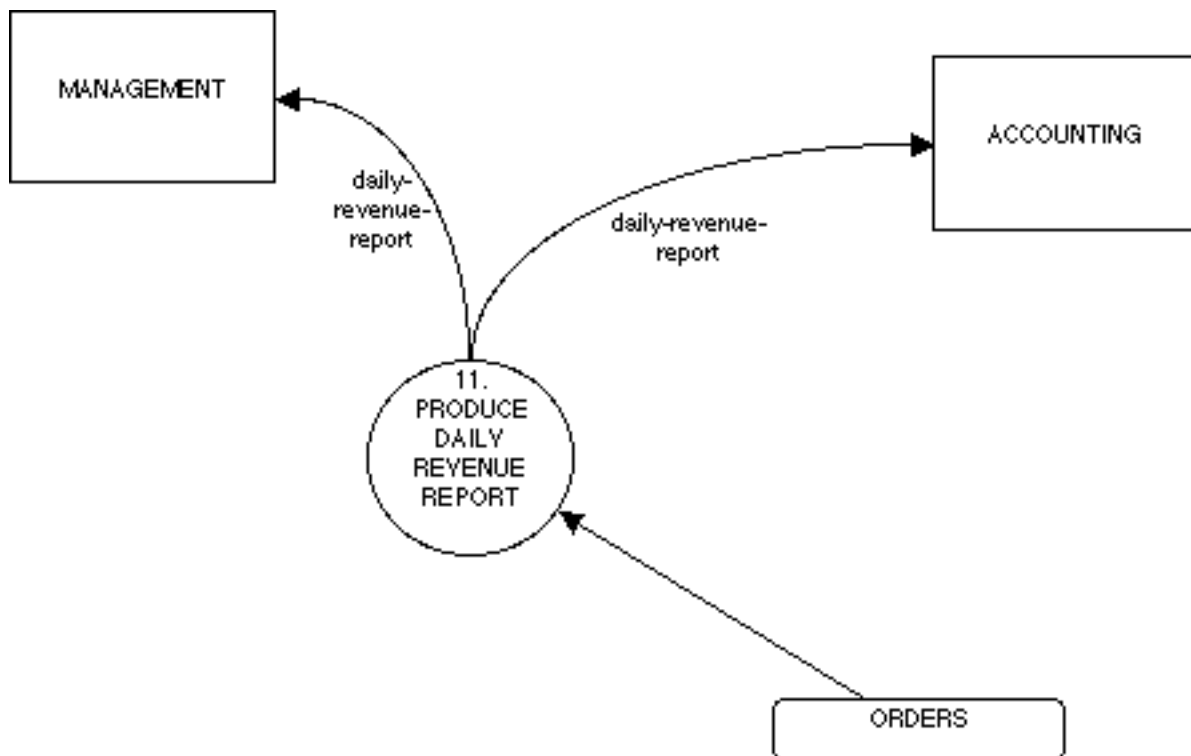 MANAGEMENT
ACCOUNTING
daily-
revenue-
report
daily-revenue-
report
11.
PRODUCE
DAILY
REVENUE
REPORT
ORDERS